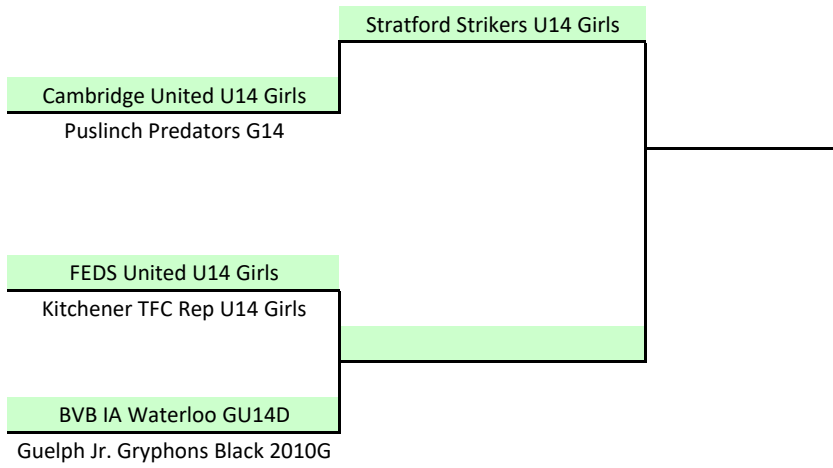 Stratford Strikers U14 Girls
Cambridge United U14 Girls
Puslinch Predators G14
FEDS United U14 Girls
Kitchener TFC Rep U14 Girls
BVB IA Waterloo GU14D
Guelph Jr. Gryphons Black 2010G